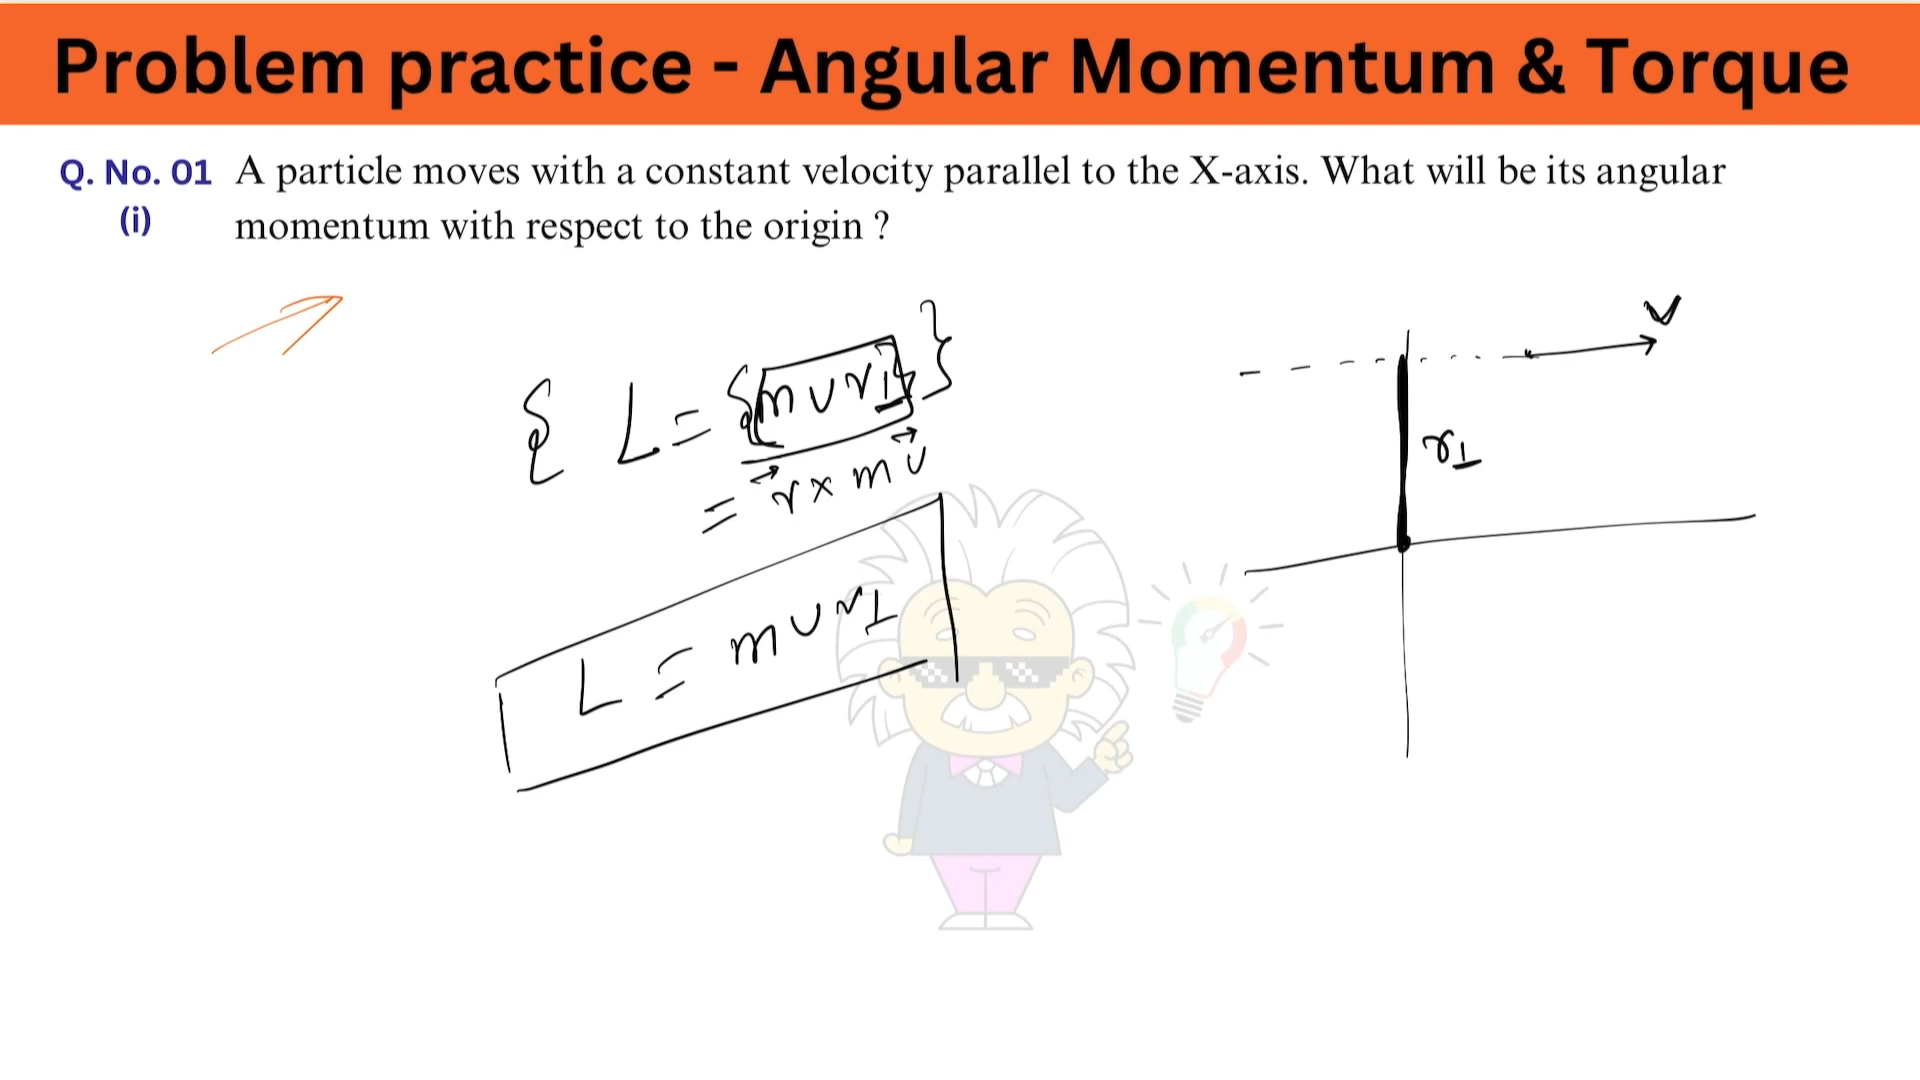 Problem practice - Angular Momentum & Torque
Q. No. 01 A particle moves with a constant velocity parallel to the X-axis. What will be its angular
(i) momentum with respect to the origin ?
{ L = {mvr⊥} }
= r⃗ × m v⃗
L = mvr⊥
v
r⊥